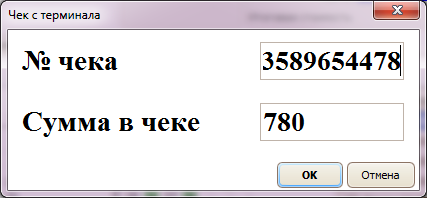 Чек с терминала
№ чека 3589654478
Сумма в чеке 780
ОК Отмена